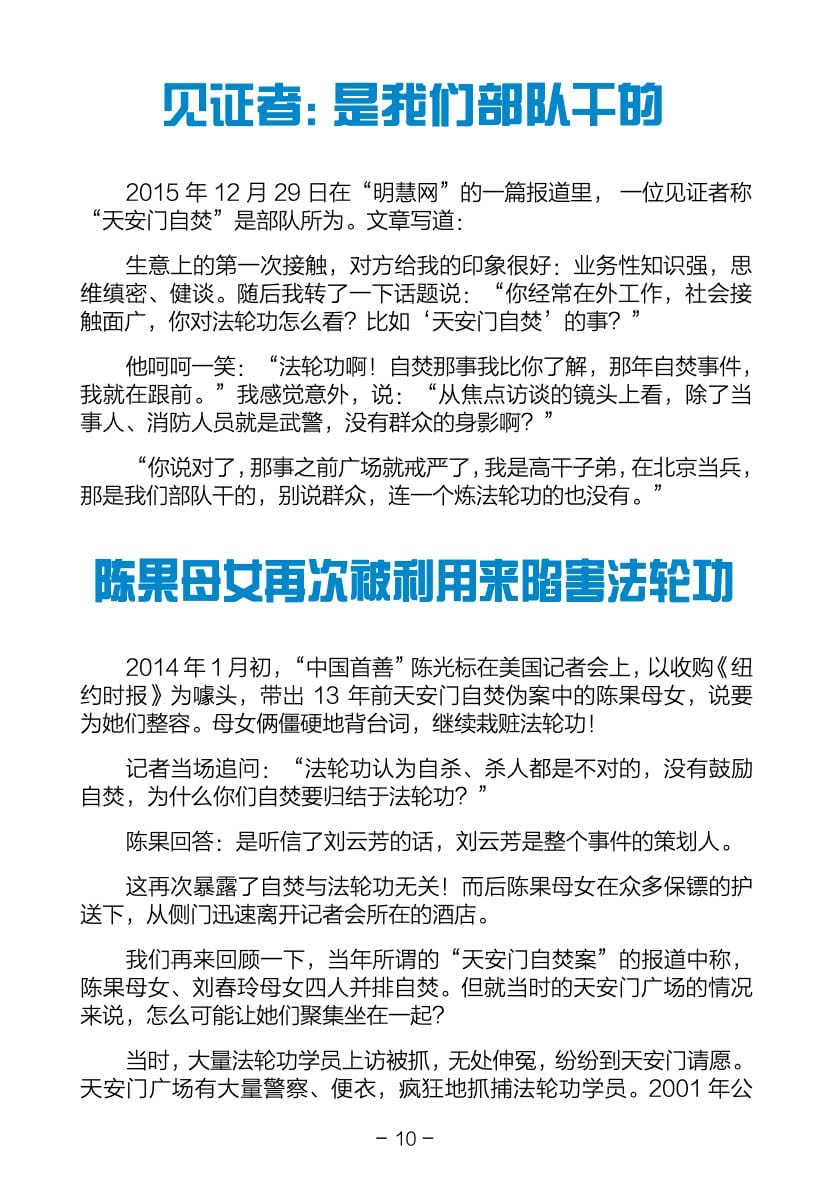 见证者：是我们部队干的
2015 年 12 月 29 日在“明慧网”的一篇报道里， 一位见证者称
“天安门自焚”是部队所为。文章写道：
生意上的第一次接触，对方给我的印象很好：业务性知识强，思
维缜密、健谈。随后我转了一下话题说：“你经常在外工作，社会接
触面广，你对法轮功怎么看？比如‘天安门自焚’的事？”
他呵呵一笑：“法轮功啊！自焚那事我比你了解，那年自焚事件，
我就在跟前。”我感觉意外，说：“从焦点访谈的镜头上看，除了当
事人、消防人员就是武警，没有群众的身影啊？”
“你说对了，那事之前广场就戒严了，我是高干子弟，在北京当兵，
那是我们部队干的，别说群众，连一个炼法轮功的也没有。”
陈果母女再次被利用来陷害法轮功
2014 年 1 月初，“中国首善”陈光标在美国记者会上，以收购《纽
约时报》为噱头，带出 13 年前天安门自焚伪案中的陈果母女，说要
为她们整容。母女俩僵硬地背台词，继续栽赃法轮功！
记者当场追问：“法轮功认为自杀、杀人都是不对的，没有鼓励
自焚，为什么你们自焚要归结于法轮功？”
陈果回答：是听信了刘云芳的话，刘云芳是整个事件的策划人。
这再次暴露了自焚与法轮功无关！而后陈果母女在众多保镖的护
送下，从侧门迅速离开记者会所在的酒店。
我们再来回顾一下，当年所谓的“天安门自焚案”的报道中称，
陈果母女、刘春玲母女四人并排自焚。但就当时的天安门广场的情况
来说，怎么可能让她们聚集坐在一起？
当时，大量法轮功学员上访被抓，无处伸冤，纷纷到天安门请愿。
天安门广场有大量警察、便衣，疯狂地抓捕法轮功学员。2001 年公
- 10 -